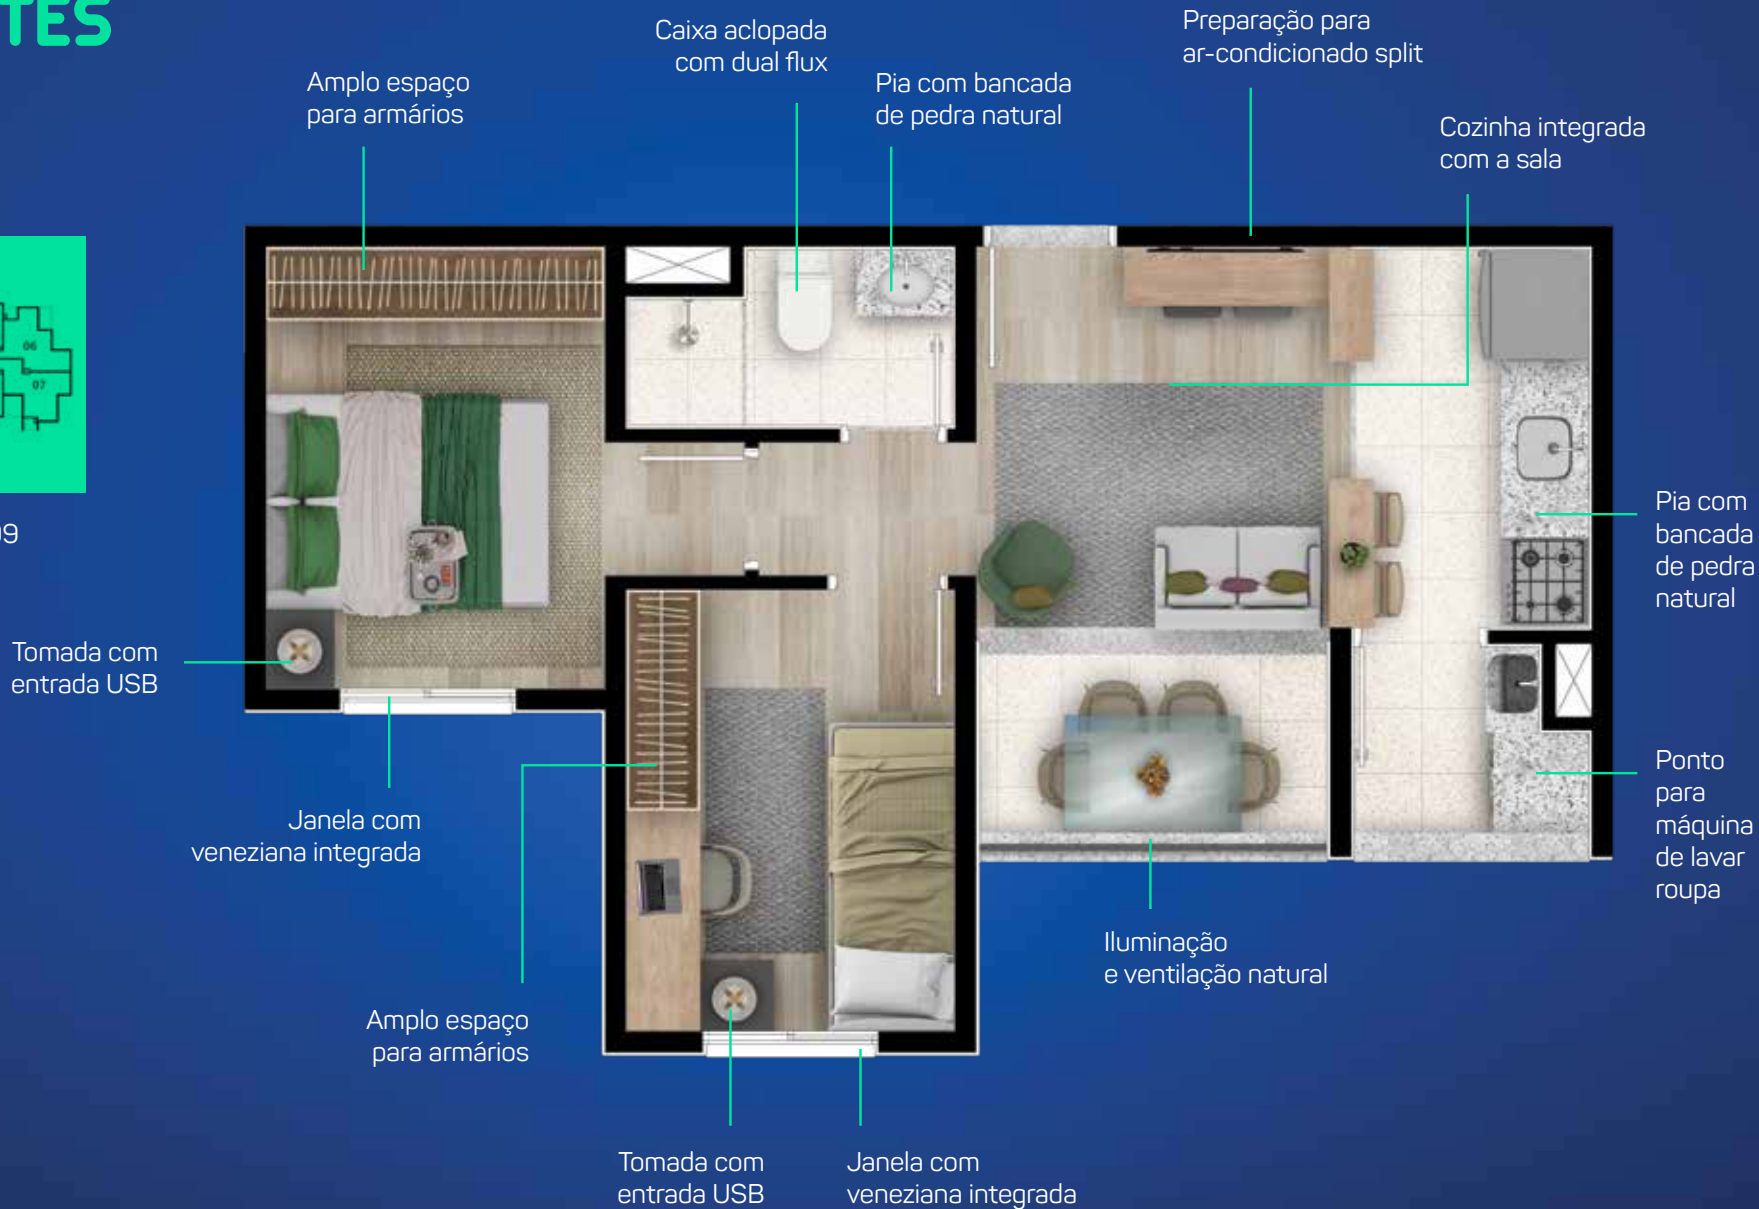 TES
Caixa aclopada
com dual flux
Preparação para
ar-condicionado split
Amplo espaço
para armários
Pia com bancada
de pedra natural
Cozinha integrada
com a sala
06
07
09
Pia com
bancada
de pedra
natural
Tomada com
entrada USB
Janela com
veneziana integrada
Ponto
para
máquina
de lavar
roupa
Iluminação
e ventilação natural
Amplo espaço
para armários
Tomada com
entrada USB
Janela com
veneziana integrada